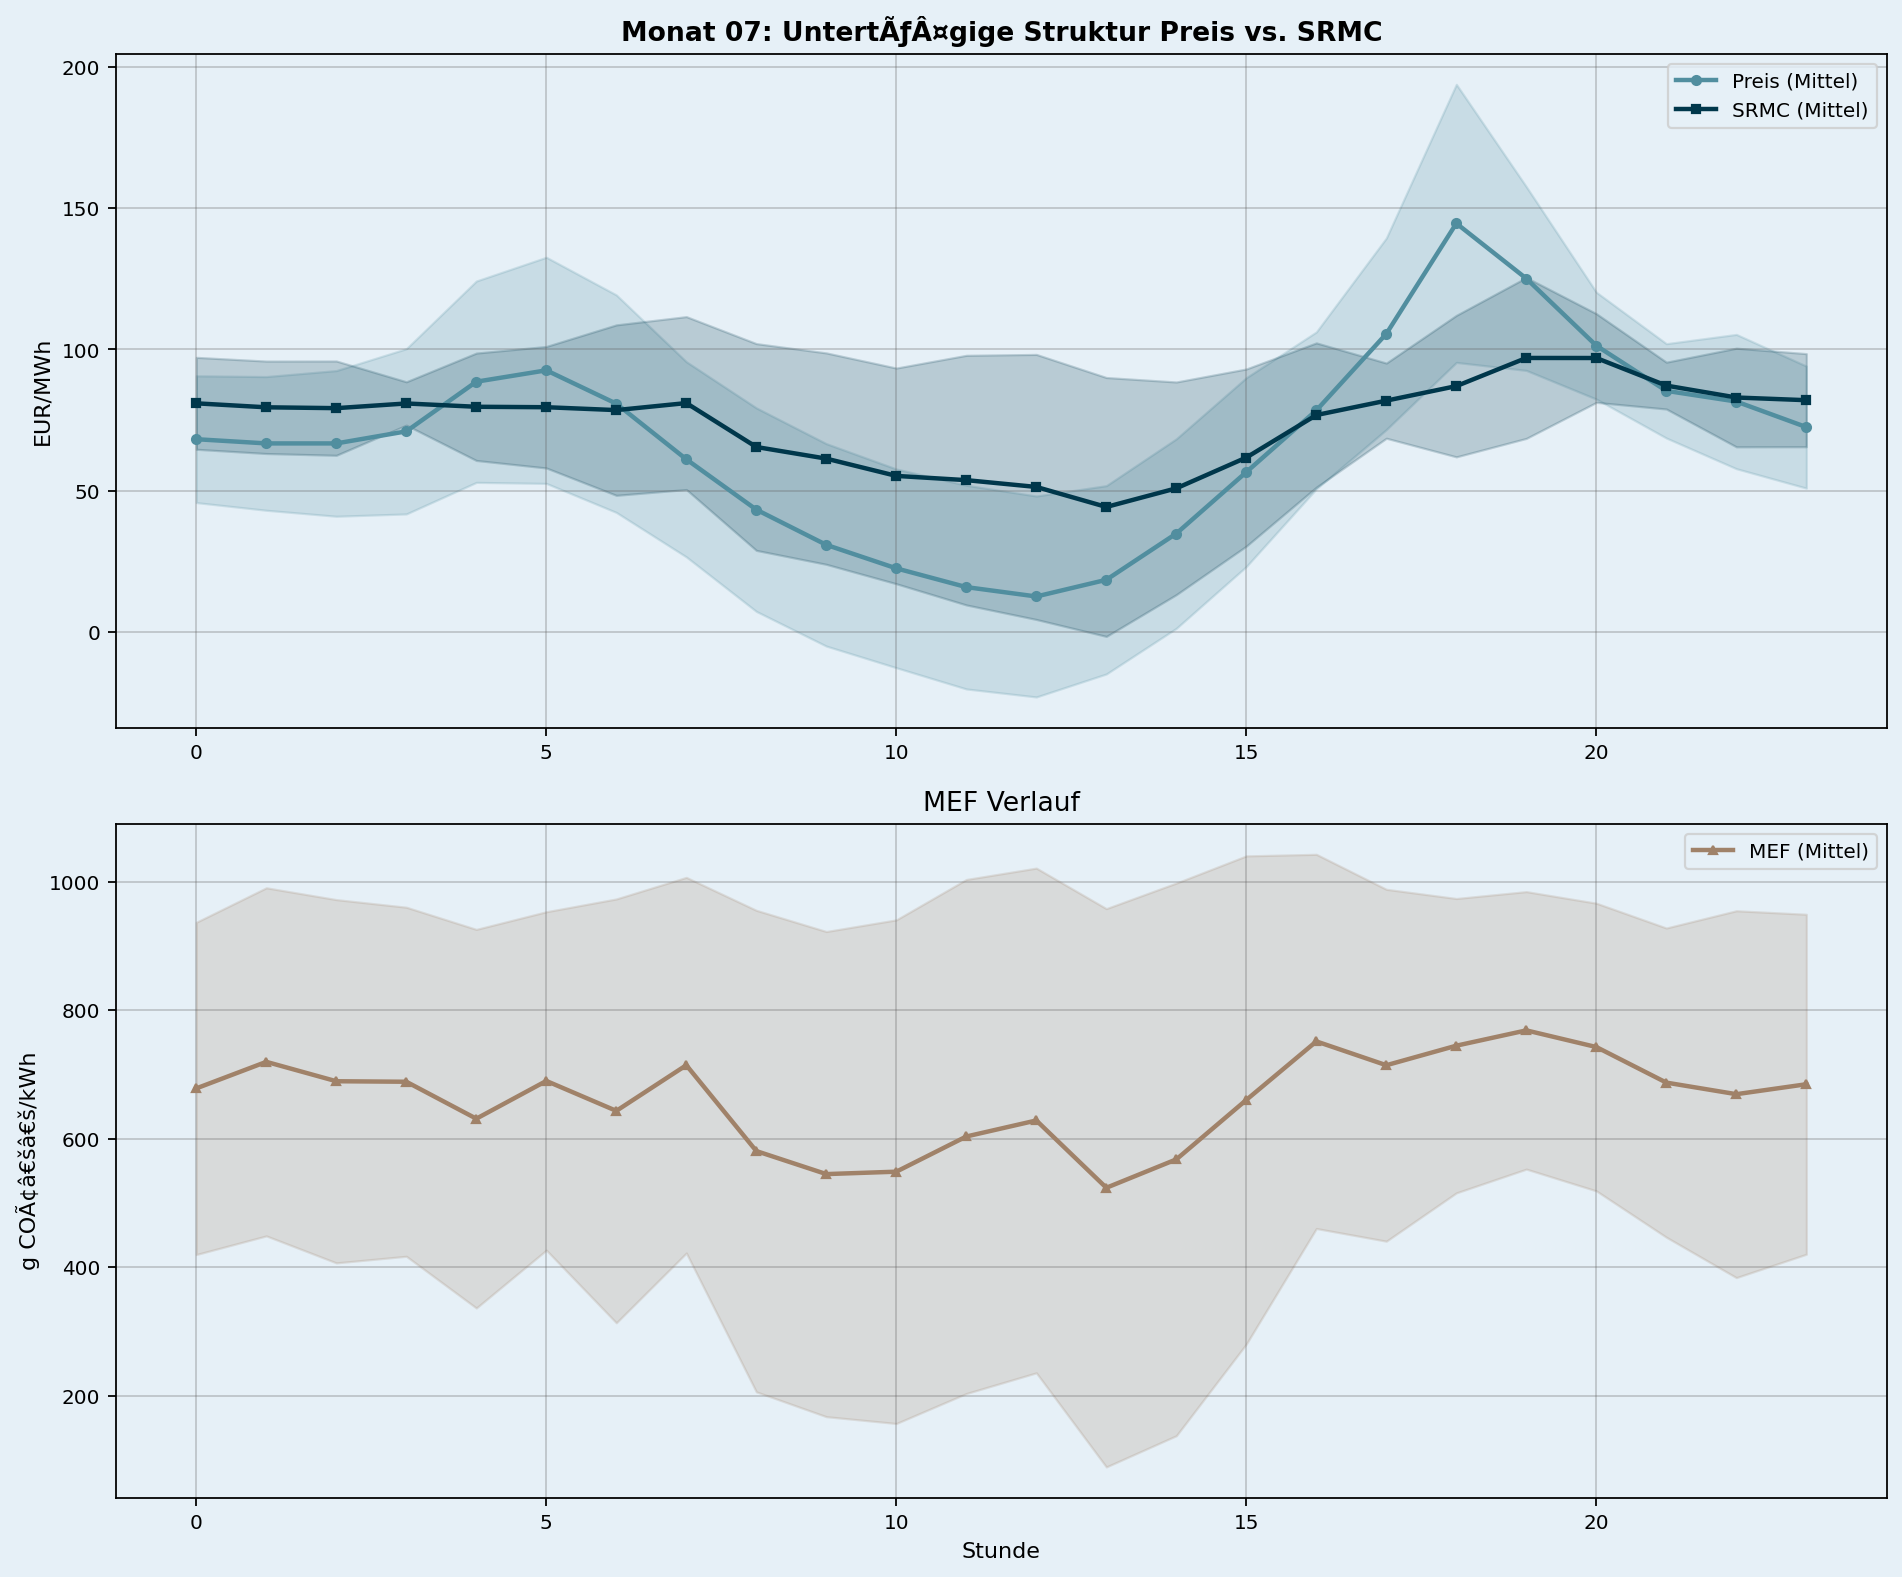 Monat 07: UntertÃƒÂ¤gige Struktur Preis vs. SRMC
Preis (Mittel)
SRMC (Mittel)
EUR/MWh
200
150
100
50
0
0 5 10 15 20
MEF Verlauf
MEF (Mittel)
g COÃ¢â€šâ€š/kWh
1000
800
600
400
200
0 5 10 15 20
Stunde